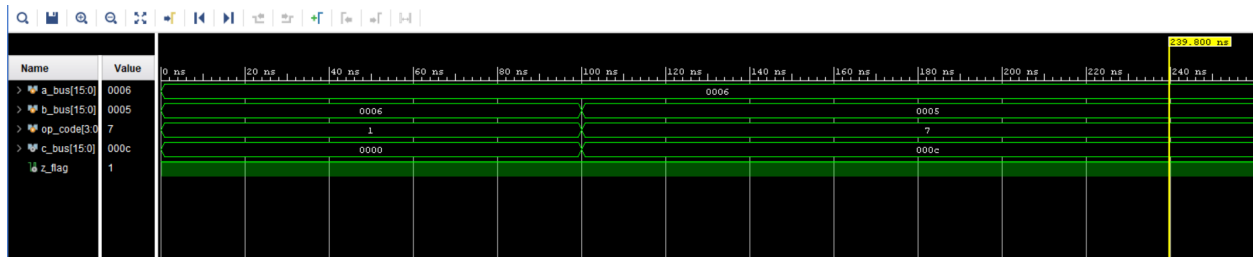 239.800 ns
Name Value
0 ns 20 ns 40 ns 60 ns 80 ns 100 ns 120 ns 140 ns 160 ns 180 ns 200 ns 220 ns 240 ns
a_bus[15:0] 0006 0006
b_bus[15:0] 0005 0006 0005
op_code[3:0 7 1 7
c_bus[15:0] 000c 0000 000c
z_flag 1